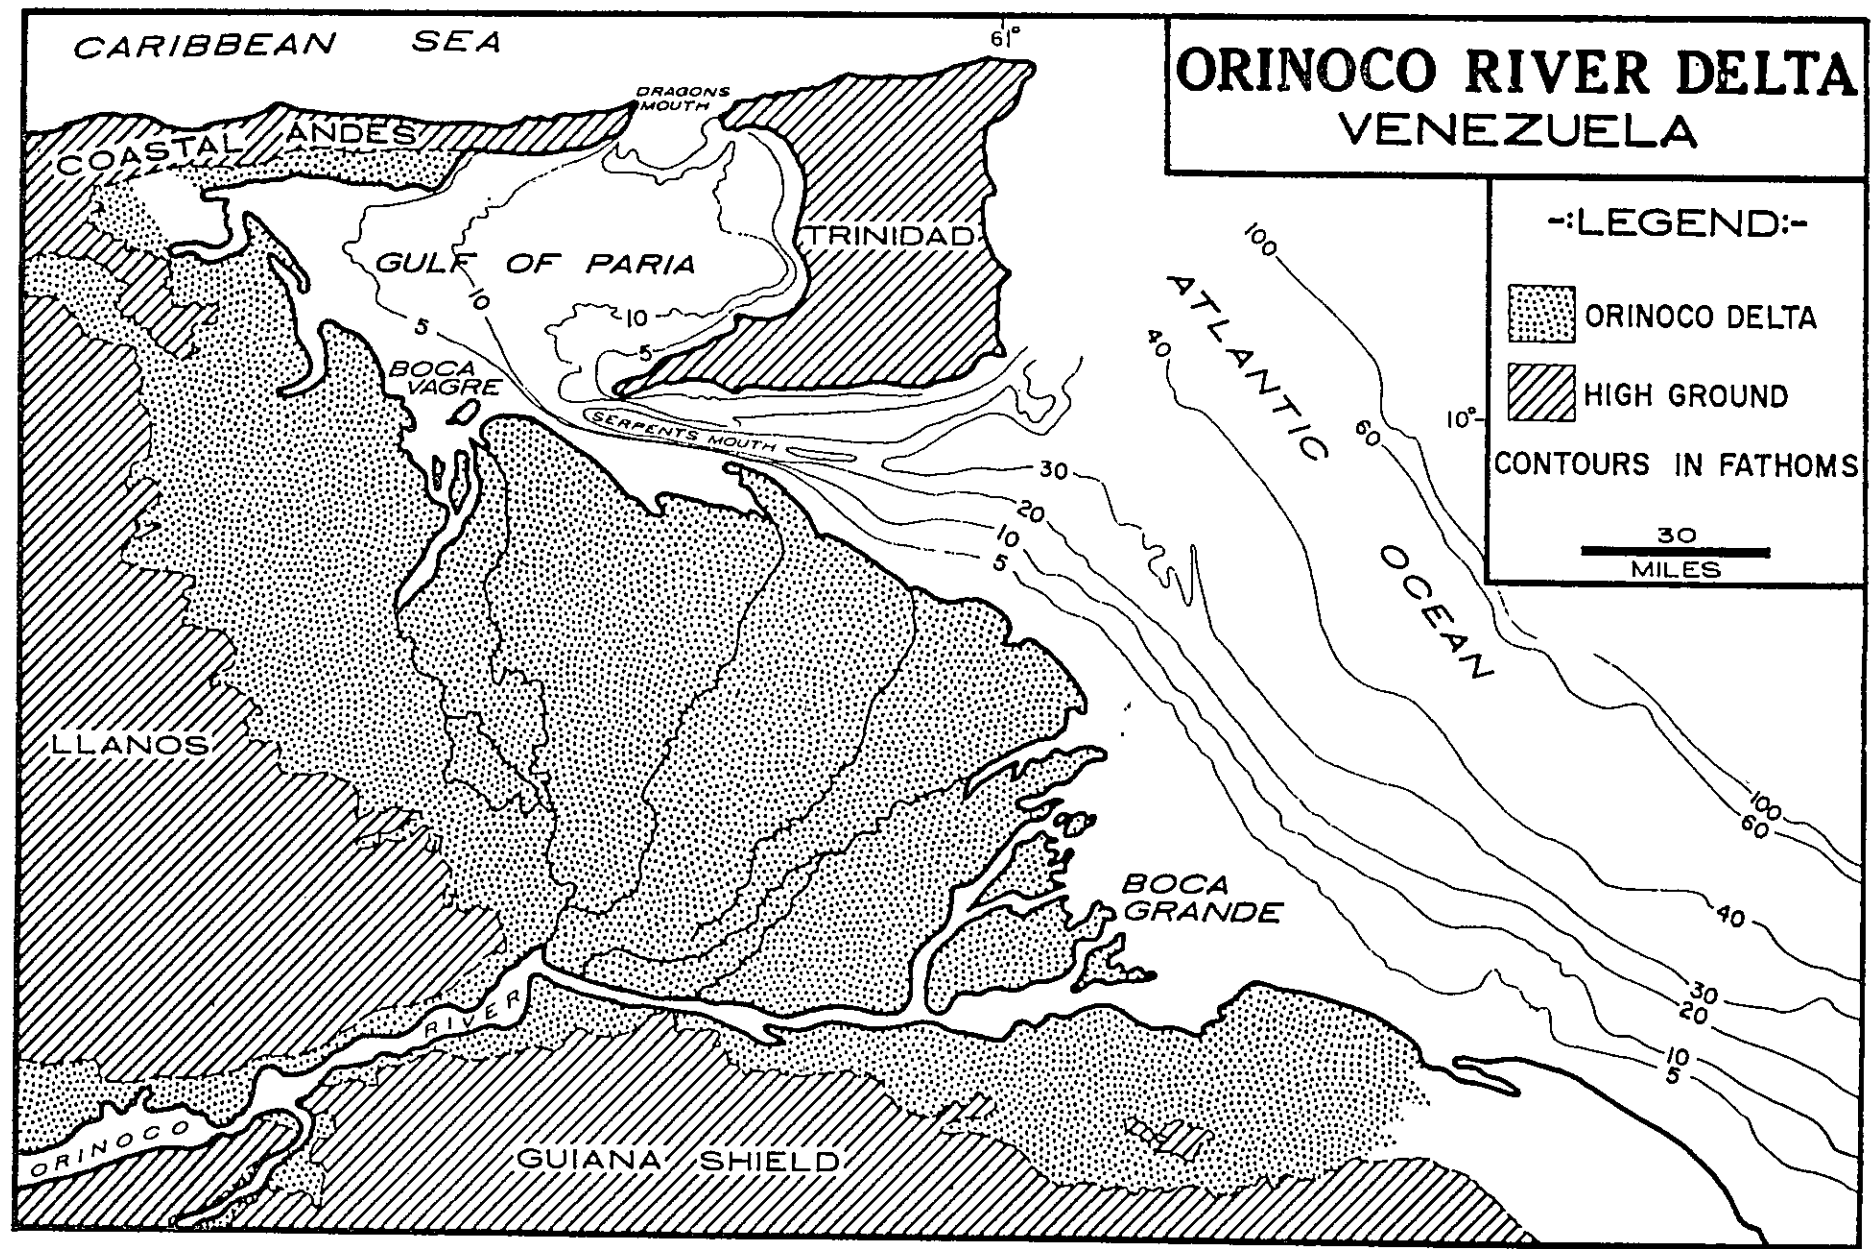 CARIBBEAN SEA
61°
ORINOCO RIVER DELTA
VENEZUELA
DRAGONS
MOUTH
COASTAL ANDES
-:LEGEND:-
TRINIDAD
GULF OF PARIA
100
ATLANTIC
OCEAN
10
10
5
5
40
ORINOCO DELTA
BOCA
VAGRE
HIGH GROUND
10°
60
SERPENTS MOUTH
CONTOURS IN FATHOMS
30
20
10
5
30
MILES
LLANOS
100
60
BOCA
GRANDE
40
30
20
10
5
ORINOCO RIVER
GUIANA SHIELD